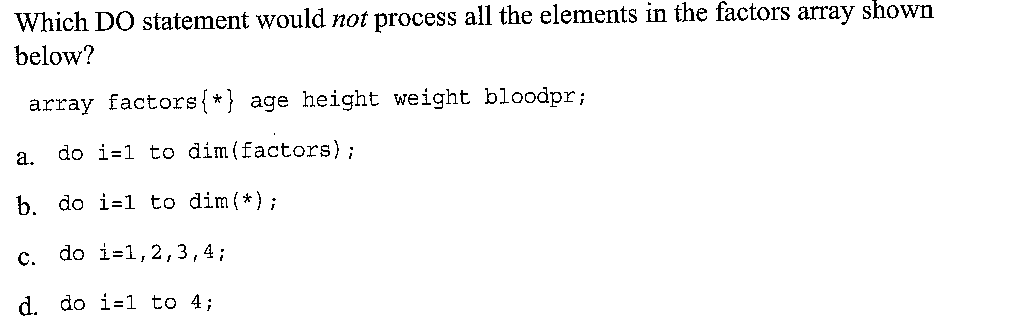 Which DO statement would not process all the elements in the factors array shown
below?
array factors{*} age height weight bloodpr;
a. do i=1 to dim(factors);
b. do i=1 to dim(*);
c. do i=1,2,3,4;
d. do i=1 to 4;